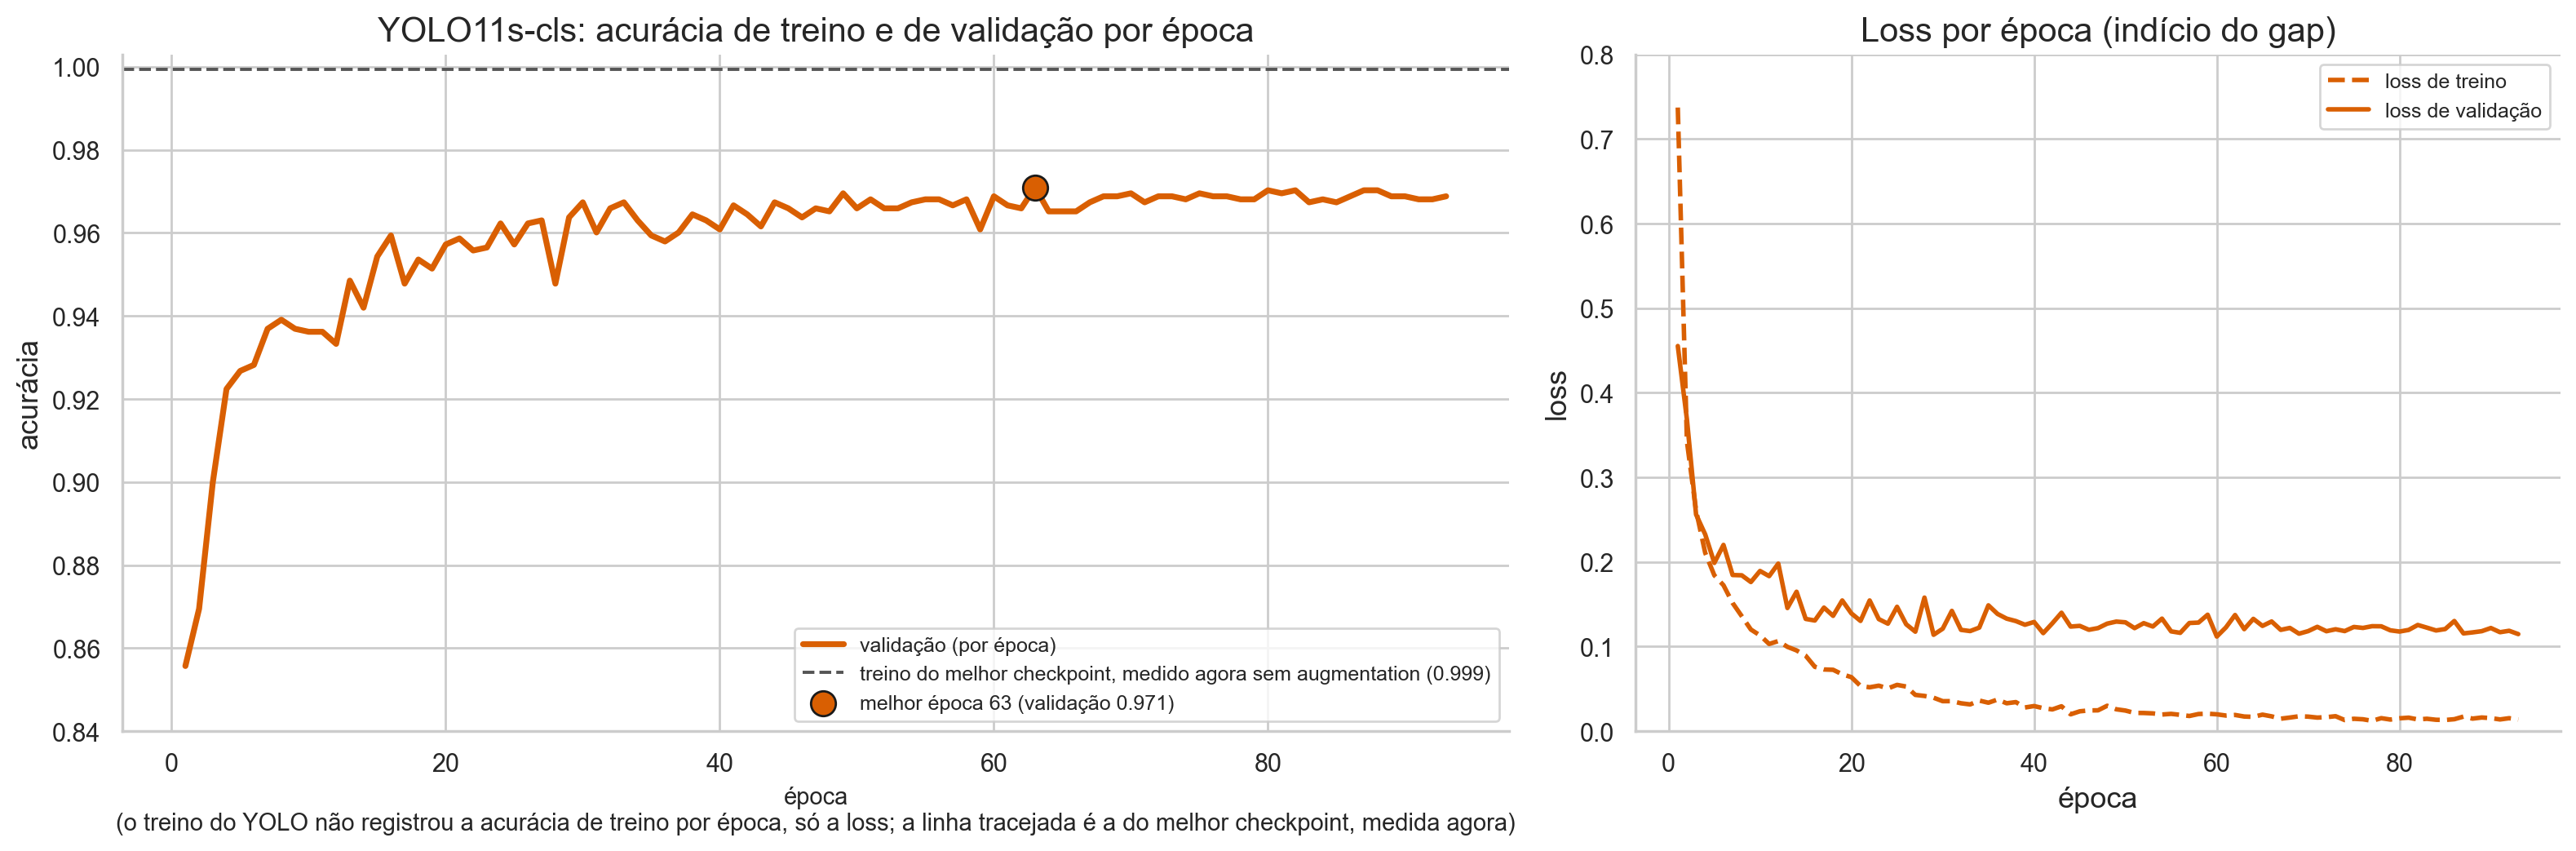 YOLO11s-cls: acurácia de treino e de validação por época
1.00
0.98
0.96
0.94
0.92
0.90
0.88
0.86
0.84
acurácia
validação (por época)
treino do melhor checkpoint, medido agora sem augmentation (0.999)
melhor época 63 (validação 0.971)
0 20 40 60 80
época
(o treino do YOLO não registrou a acurácia de treino por época, só a loss; a linha tracejada é a do melhor checkpoint, medida agora)
Loss por época (indício do gap)
0.8
0.7
0.6
0.5
0.4
0.3
0.2
0.1
0.0
loss
loss de treino
loss de validação
0 20 40 60 80
época